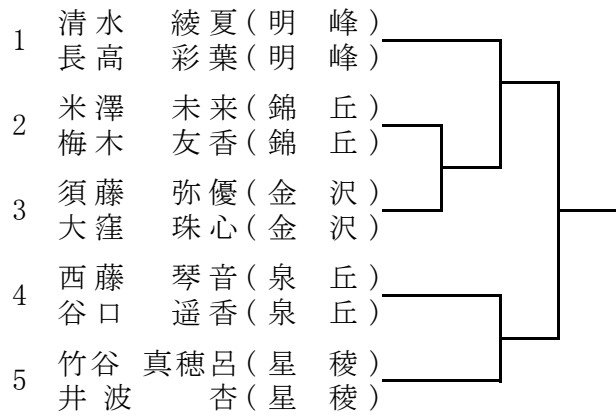 1
清水 綾夏(明 峰)
長高 彩葉(明 峰)
2
米澤 未来(錦 丘)
梅木 友香(錦 丘)
3
須藤 弥優(金 沢)
大窪 珠心(金 沢)
4
西藤 琴音(泉 丘)
谷口 遥香(泉 丘)
5
竹谷 真穂呂(星 稜)
井波 杏(星 稜)